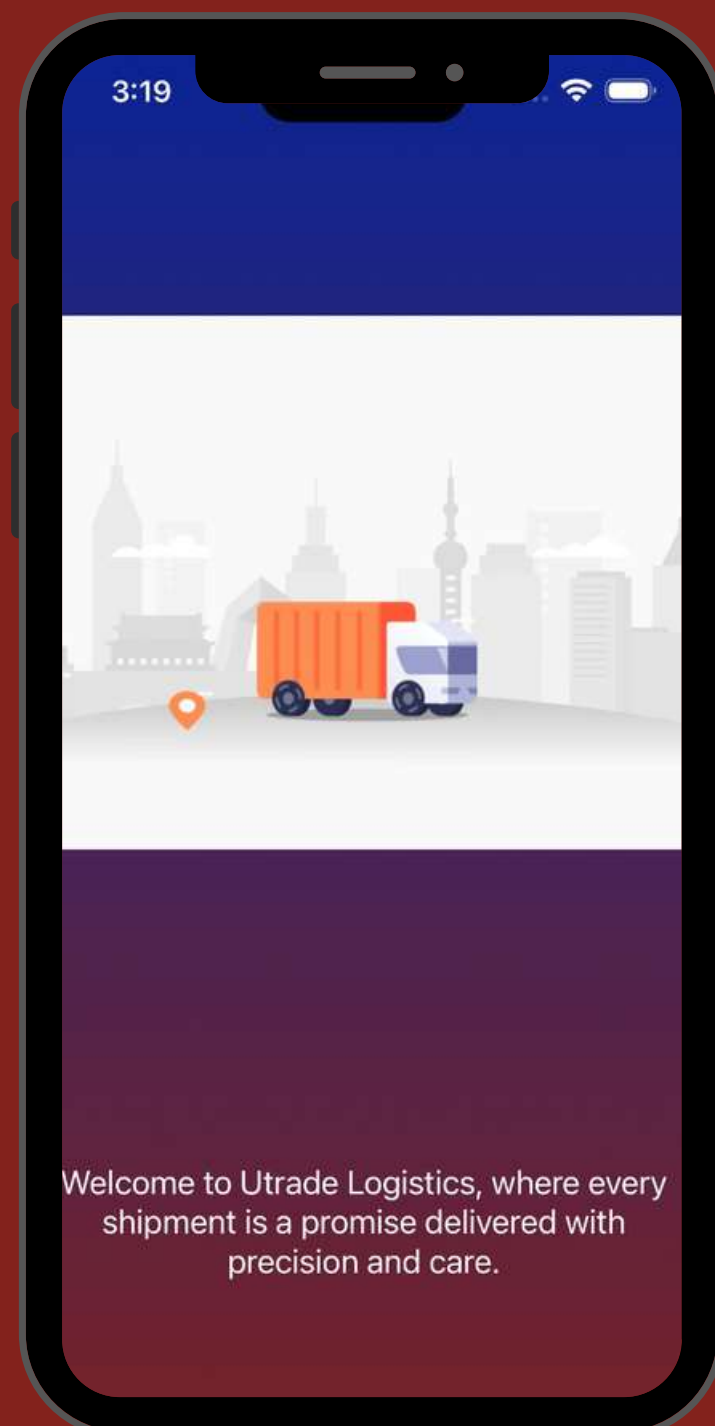 3:19
Welcome to Utrade Logistics, where every
shipment is a promise delivered with
precision and care.